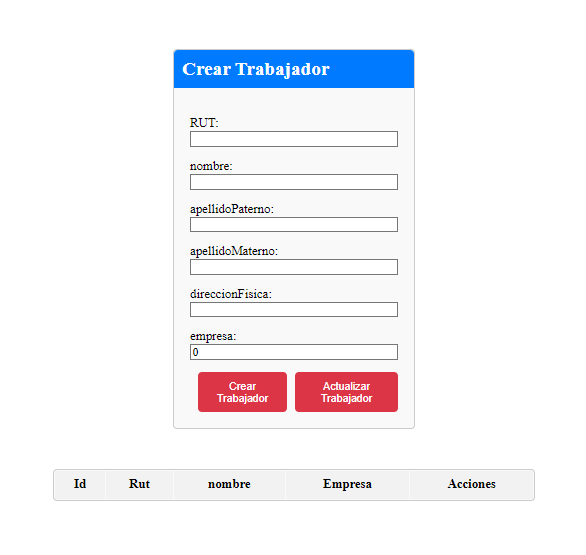 Crear Trabajador
RUT:
nombre:
apellidoPaterno:
apellidoMaterno:
direccionFisica:
empresa:
0
Crear
Trabajador
Actualizar
Trabajador
Id Rut nombre Empresa Acciones